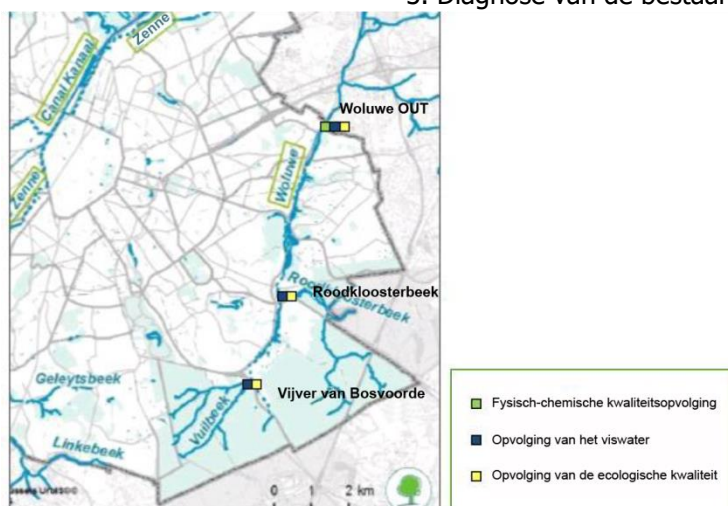 Zenne
Canal Kanaal
Woluwe OUT
Woluwe
Zenne
Roodkloosterbeek
Roodkloosterbeek
Geleytsbeek
Vijver van Bosvoorde
Vuilbeek
Linkebeek
0 1 2 km
Fysisch-chemische kwaliteitsopvolging
Opvolging van het viswater
Opvolging van de ecologische kwaliteit